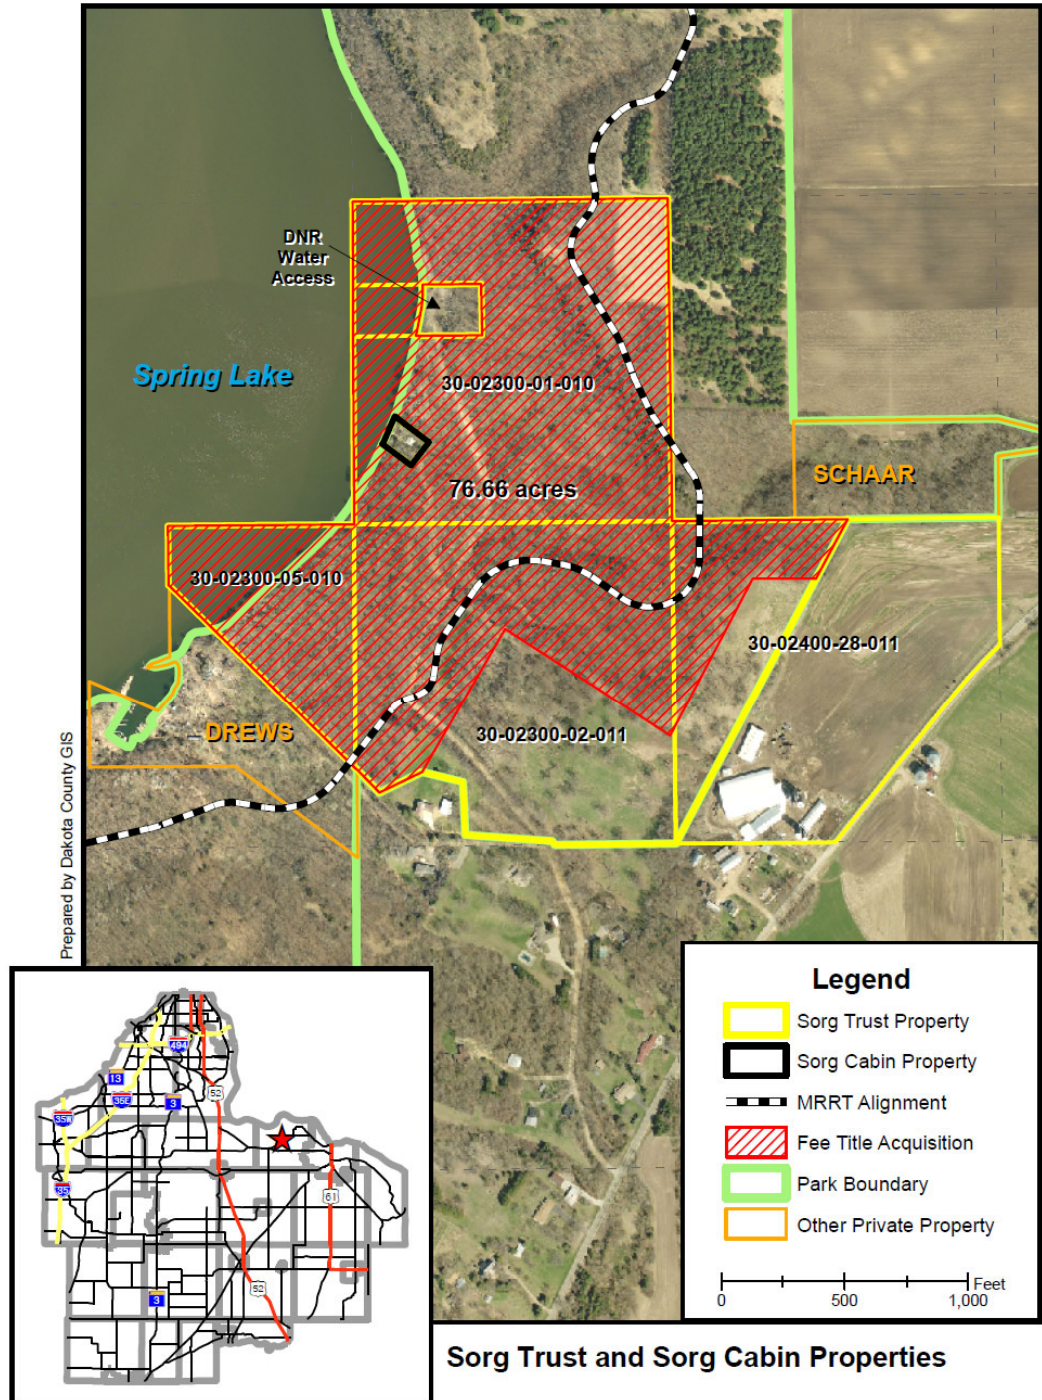 DNR
Water
Access
Spring Lake
30-02300-01-010
SCHAAR
76.66 acres
30-02300-05-010
30-02400-28-011
DREWS
30-02300-02-011
Prepared by Dakota County GIS
494
13
35E
3
52
35W
35
61
52
3
Legend
Sorg Trust Property
Sorg Cabin Property
MRRT Alignment
Fee Title Acquisition
Park Boundary
Other Private Property
Feet
0 500 1,000
Sorg Trust and Sorg Cabin Properties